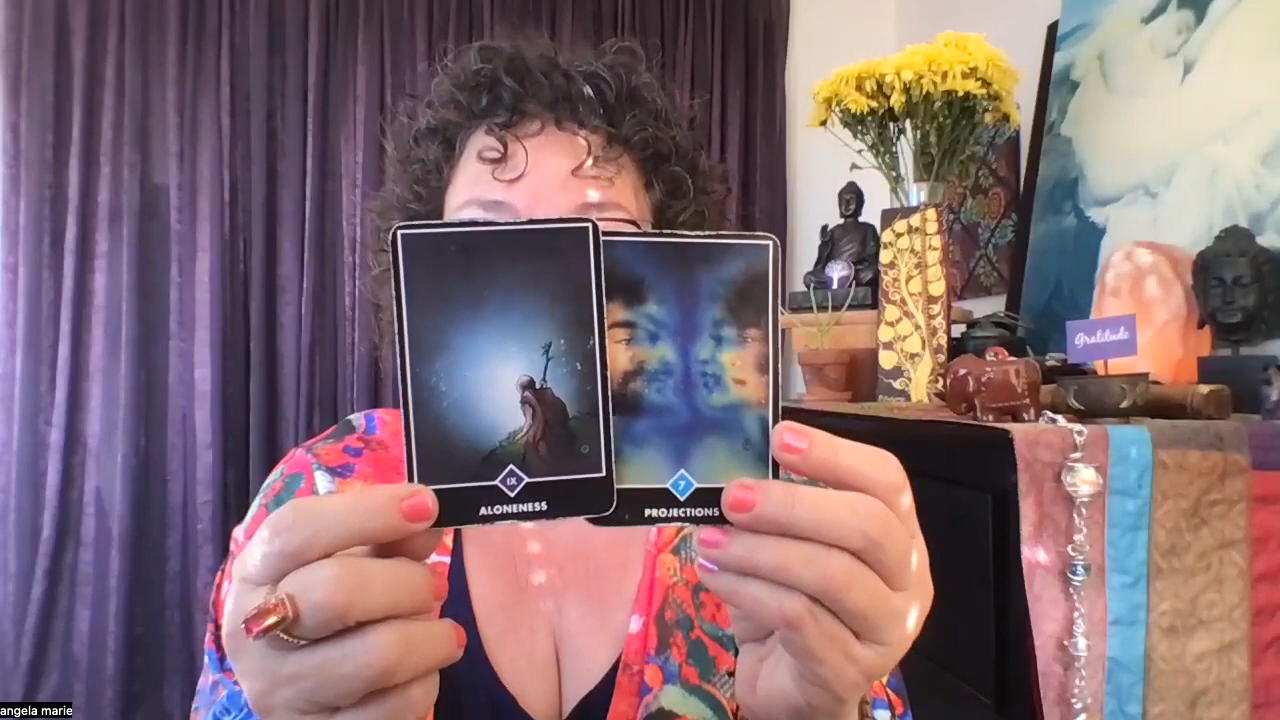 IX
ALONENESS
7
PROJECTIONS
Gratitude
angela marie